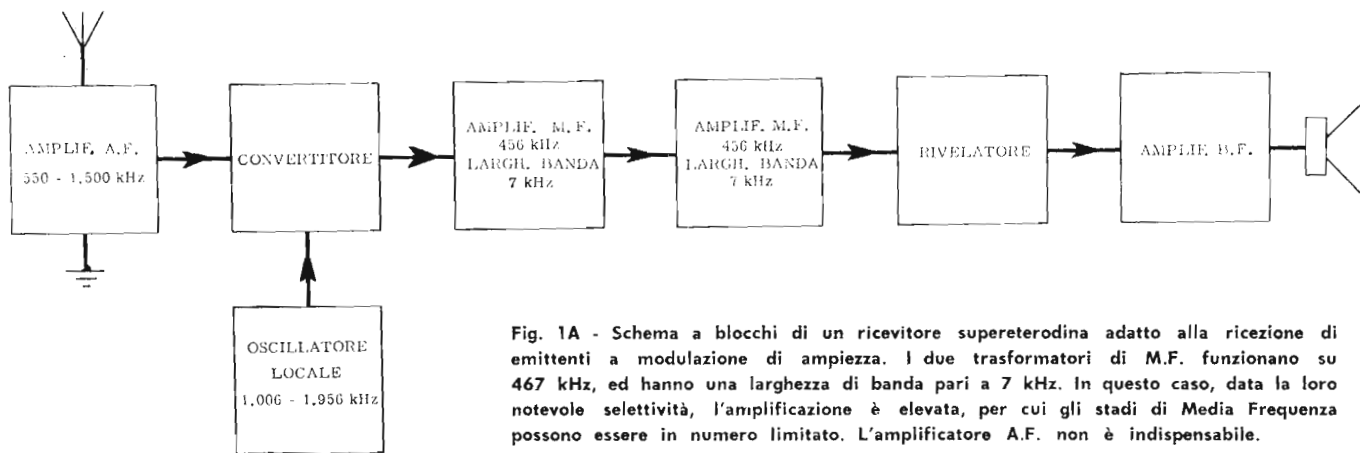 AMPLIF. A.F.
550 - 1,500 kHz
CONVERTITORE
AMPLIF. M.F.
456 kHz
LARGH. BANDA
7 kHz
AMPLIF. M.F.
456 kHz
LARGH. BANDA
7 kHz
RIVELATORE
AMPLIF. B.F.
OSCILLATORE
LOCALE
1.006 - 1,956 kHz
Fig. 1A - Schema a blocchi di un ricevitore supereterodina adatto alla ricezione di
emittenti a modulazione di ampiezza. I due trasformatori di M.F. funzionano su
467 kHz, ed hanno una larghezza di banda pari a 7 kHz. In questo caso, data la loro
notevole selettività, l'amplificazione è elevata, per cui gli stadi di Media Frequenza
possono essere in numero limitato. L'amplificatore A.F. non è indispensabile.